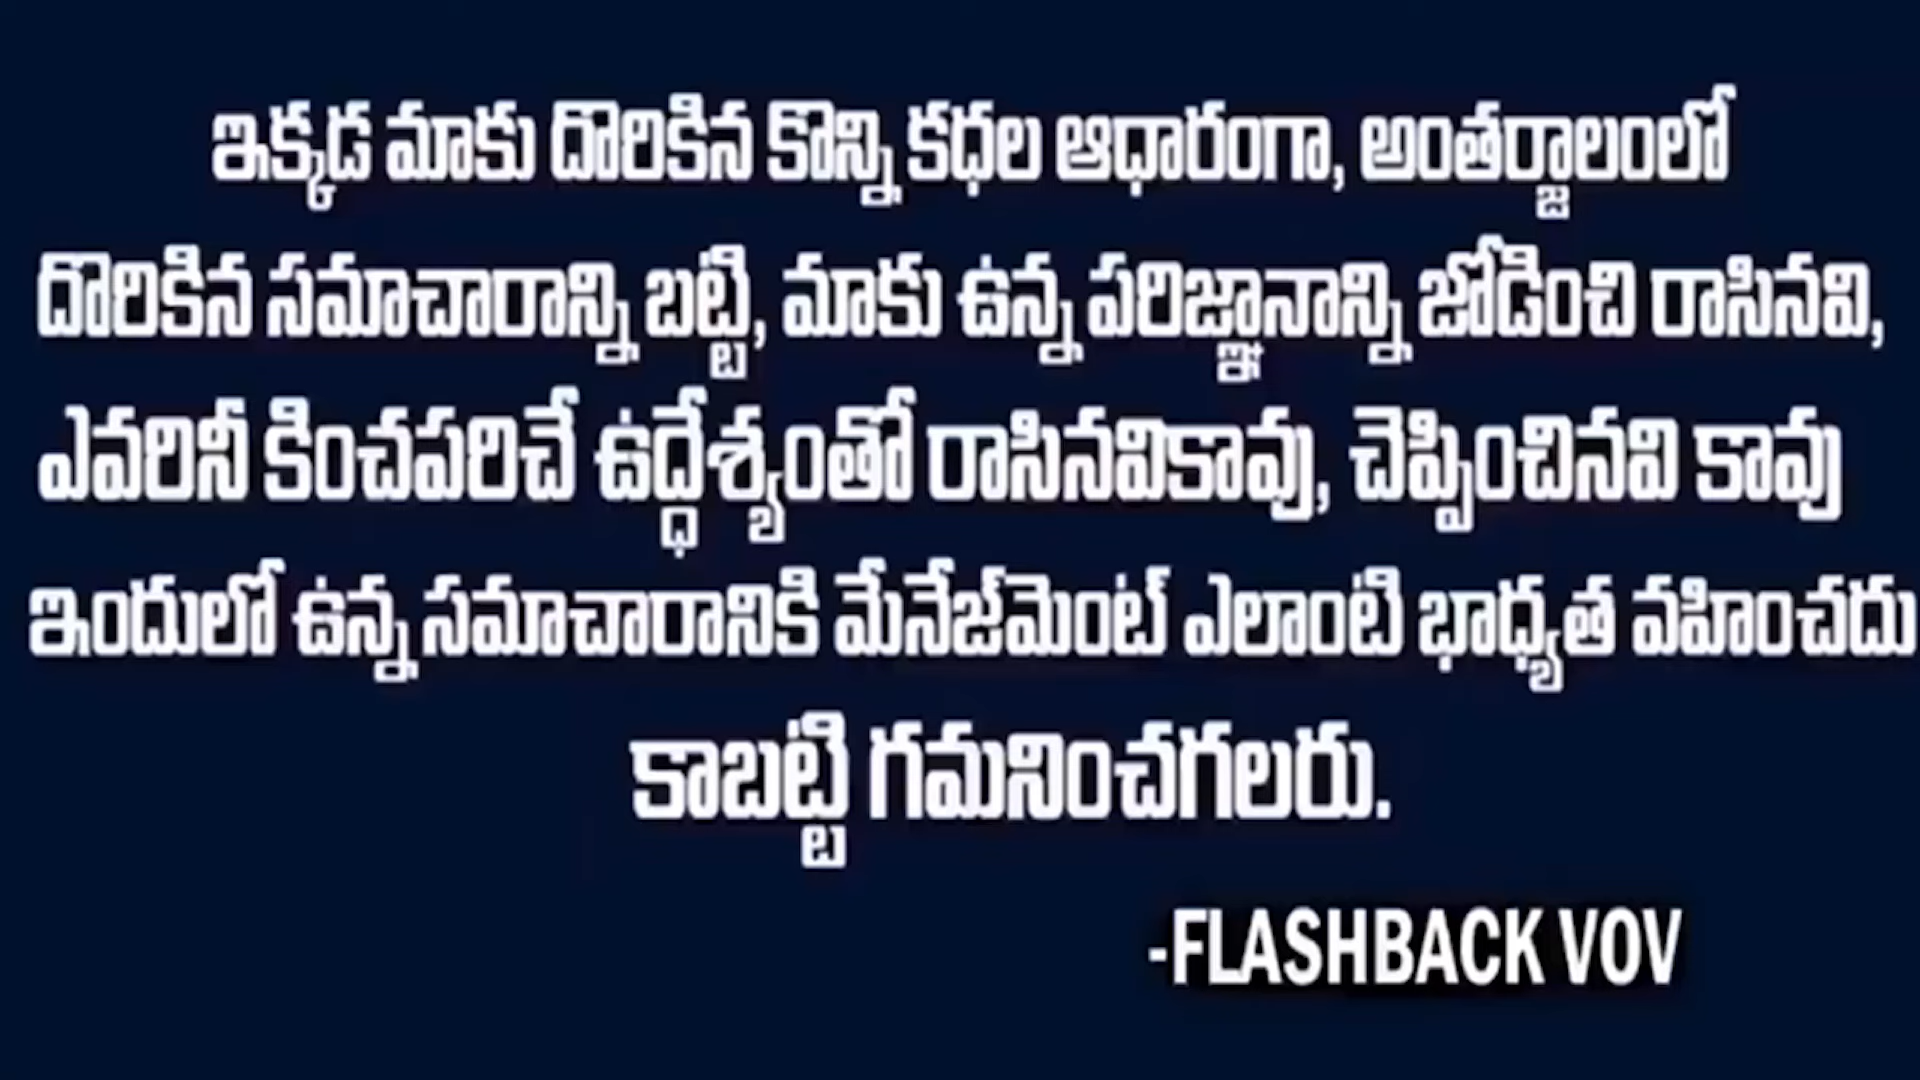 ఇక్కడ మాకు దొరికిన కొన్ని కధల ఆధారంగా, అంతర్జాలంలో
దొరికిన సమాచారాన్ని బట్టి, మాకు ఉన్న పరిజ్ఞానాన్ని జోడించి రాసినవి,
ఎవరినీ కించపరిచే ఉద్ధేశ్యంతో రాసినవికావు, చెప్పించినవి కావు
ఇందులో ఉన్న సమాచారానికి మేనేజ్‌మెంట్ ఎలాంటి భాధ్యత వహించదు
కాబట్టి గమనించగలరు.
-FLASHBACK VOV